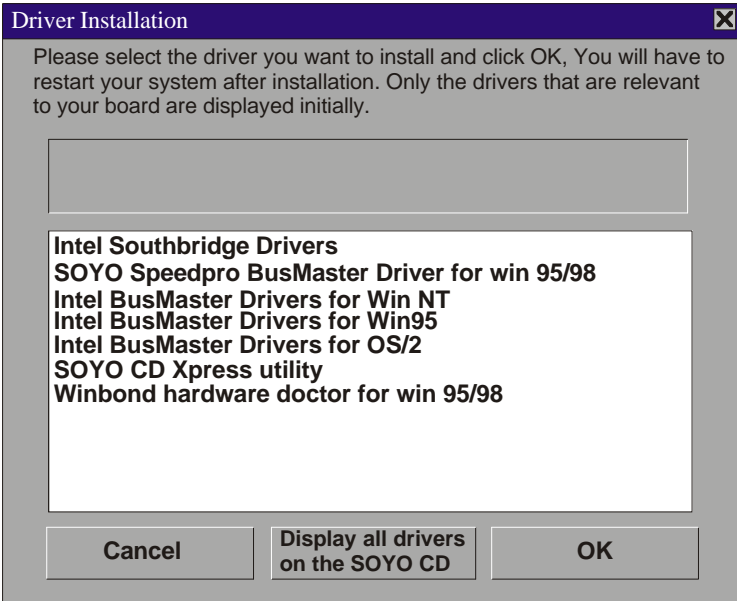 Driver Installation
Please select the driver you want to install and click OK, You will have to
restart your system after installation. Only the drivers that are relevant
to your board are displayed initially.
Intel Southbridge Drivers
SOYO Speedpro BusMaster Driver for win 95/98
Intel BusMaster Drivers for Win NT
Intel BusMaster Drivers for Win95
Intel BusMaster Drivers for OS/2
SOYO CD Xpress utility
Winbond hardware doctor for win 95/98
Cancel
Display all drivers
on the SOYO CD
OK